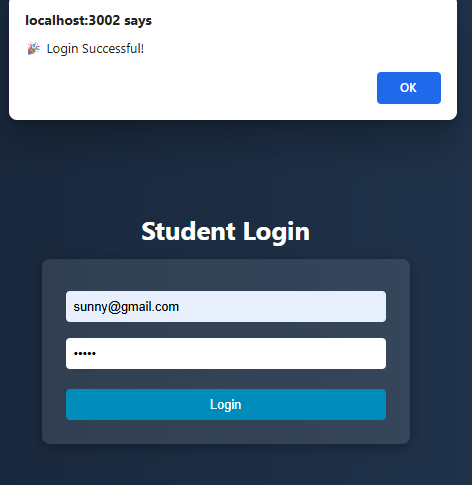 localhost:3002 says
🎉 Login Successful!
OK
Student Login
sunny@gmail.com
•••••
Login